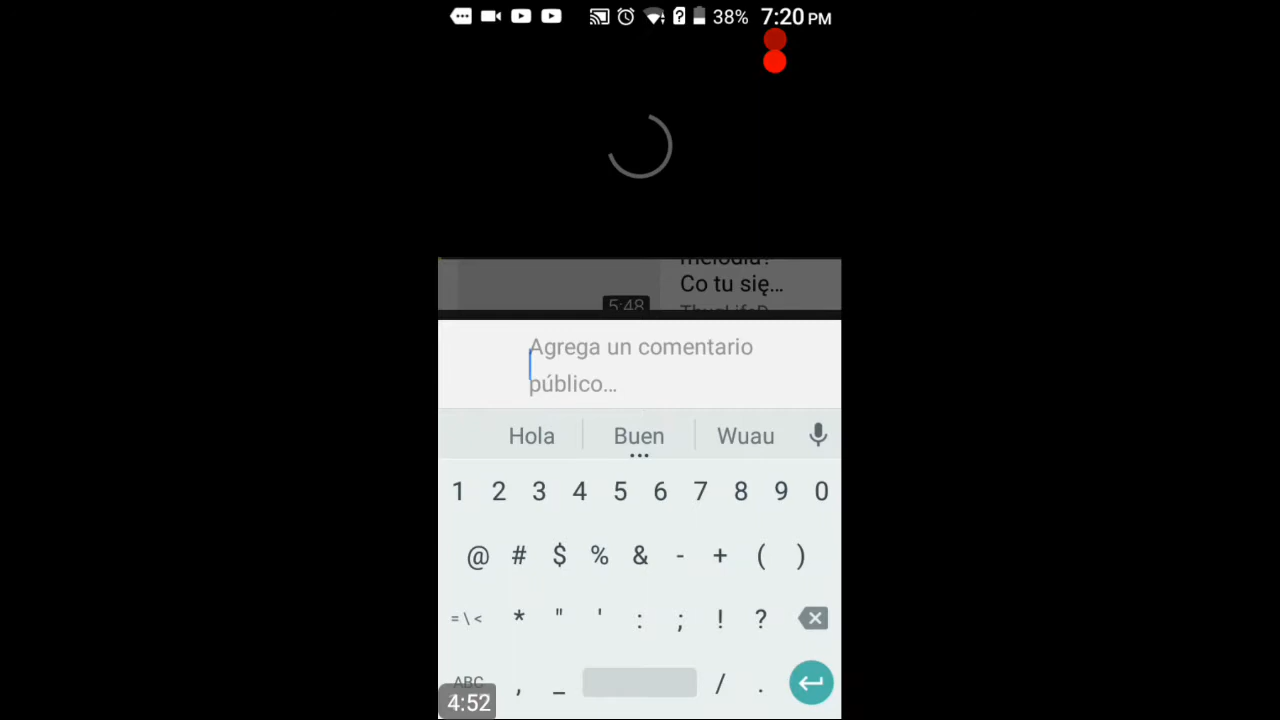 38% 7:20 PM
melodia?
Co tu się…
5:48
Agrega un comentario
público…
Hola Buen Wuau
1 2 3 4 5 6 7 8 9 0
@ # $ % & - + ( )
= \ < * " ' : ; ! ?
ABC , _ / .
4:52